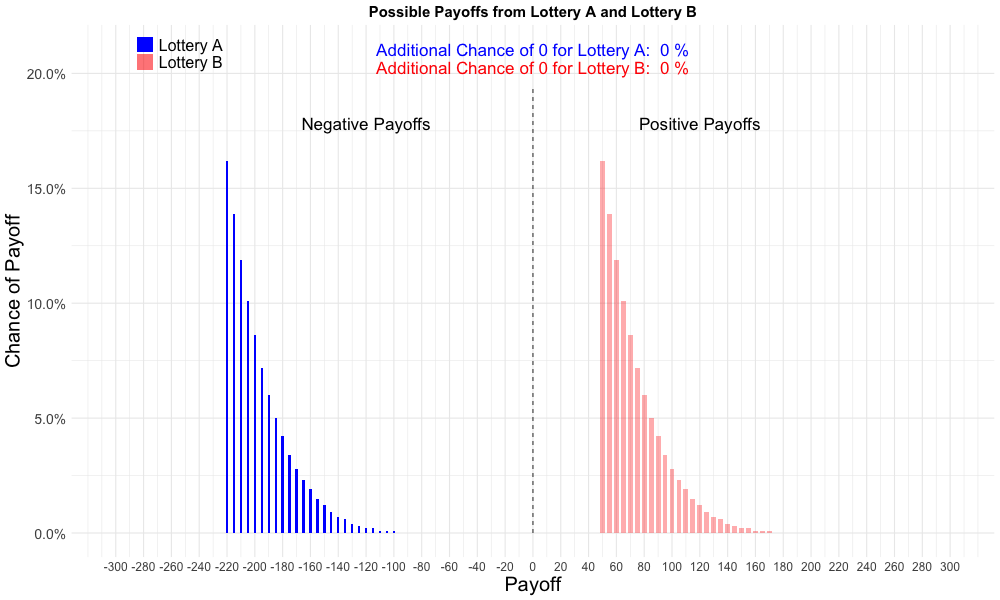 Possible Payoffs from Lottery A and Lottery B
Lottery A
Lottery B
Additional Chance of 0 for Lottery A:  0 %
Additional Chance of 0 for Lottery B:  0 %
Negative Payoffs
Positive Payoffs
Chance of Payoff
20.0%
15.0%
10.0%
5.0%
0.0%
-300 -280 -260 -240 -220 -200 -180 -160 -140 -120 -100 -80 -60 -40 -20 0 20 40 60 80 100 120 140 160 180 200 220 240 260 280 300
Payoff